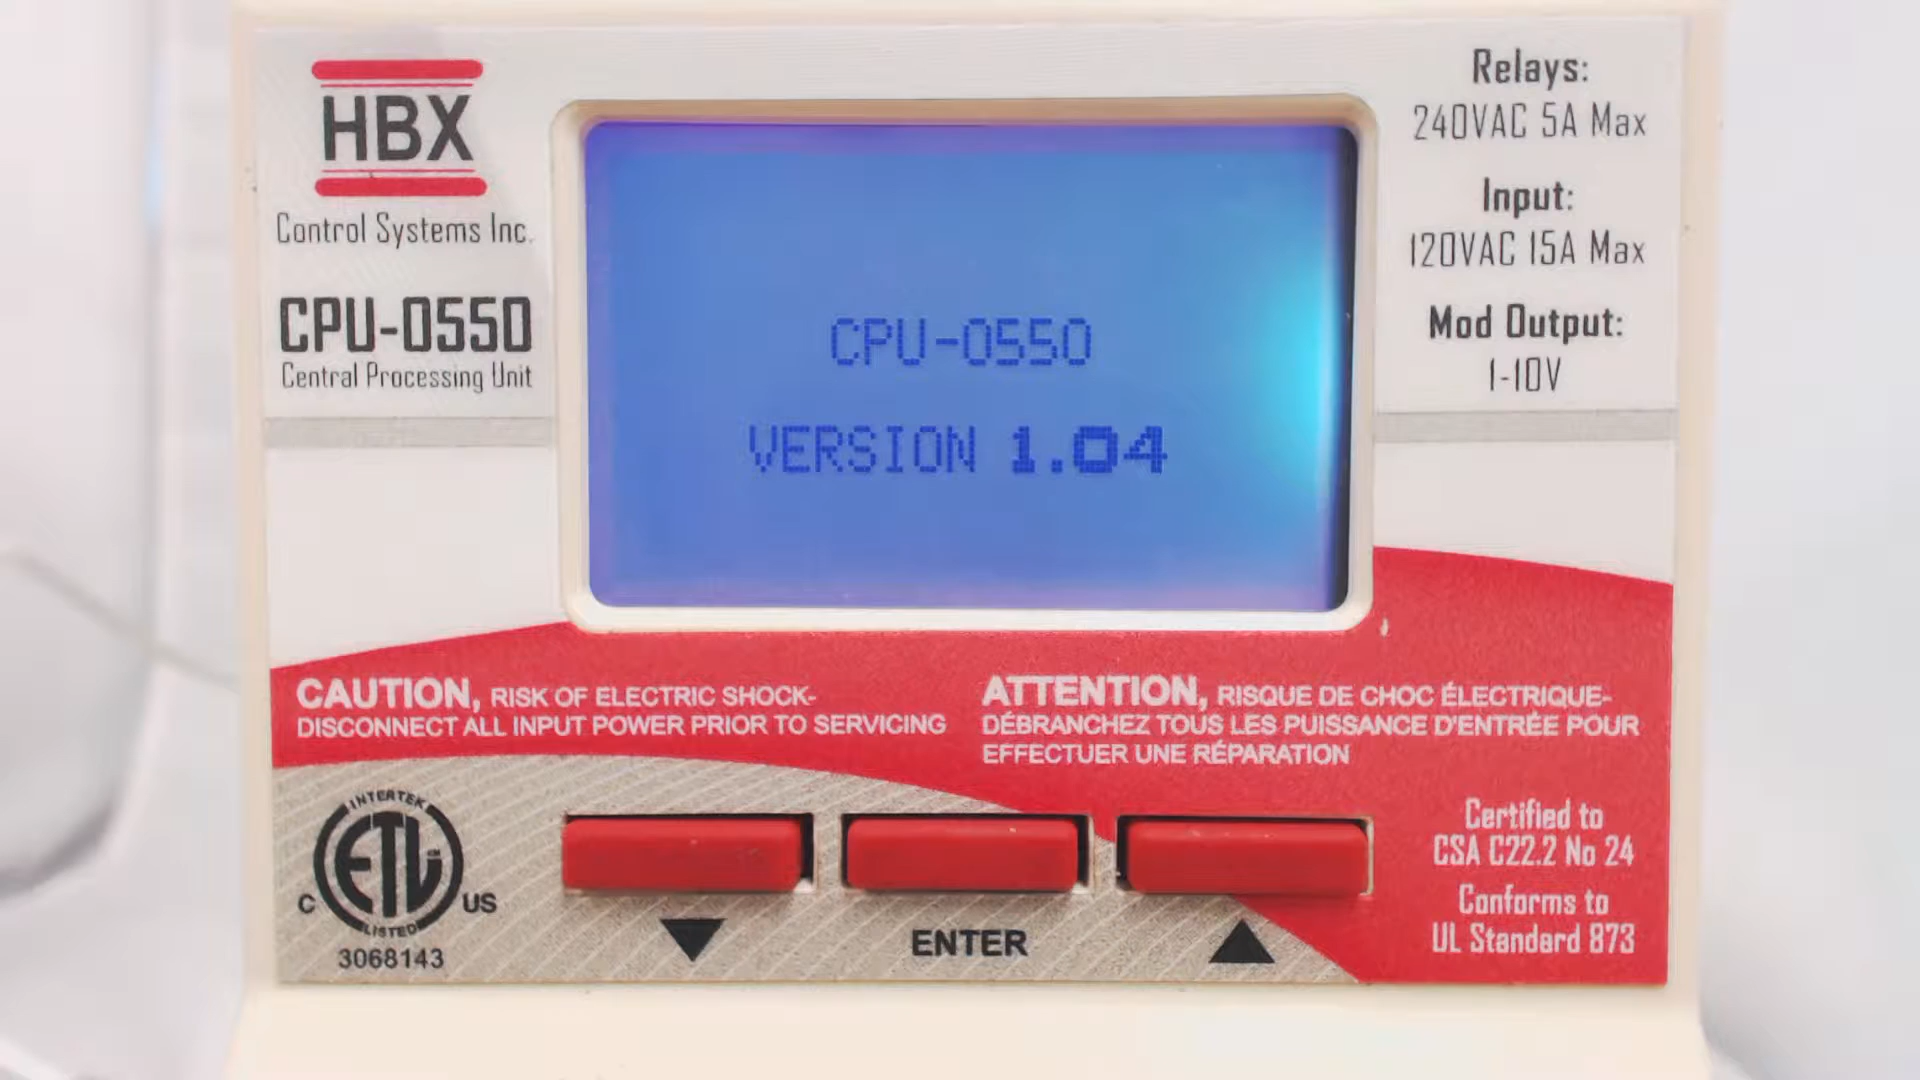 HBX
Control Systems Inc.
CPU-0550
Central Processing Unit
CPU-0550
VERSION 1.04
Relays:
240VAC 5A Max
Input:
120VAC 15A Max
Mod Output:
1-10V
CAUTION, RISK OF ELECTRIC SHOCK-
DISCONNECT ALL INPUT POWER PRIOR TO SERVICING
ATTENTION, RISQUE DE CHOC ÉLECTRIQUE-
DÉBRANCHEZ TOUS LES PUISSANCE D'ENTRÉE POUR
EFFECTUER UNE RÉPARATION
INTERTEK
ETL
C US
LISTED
3068143
ENTER
Certified to
CSA C22.2 No 24
Conforms to
UL Standard 873